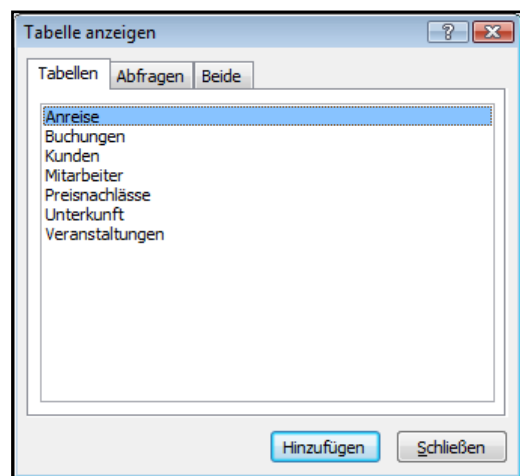 Tabelle anzeigen
Tabellen Abfragen Beide
Anreise
Buchungen
Kunden
Mitarbeiter
Preisnachlässe
Unterkunft
Veranstaltungen
Hinzufügen Schließen